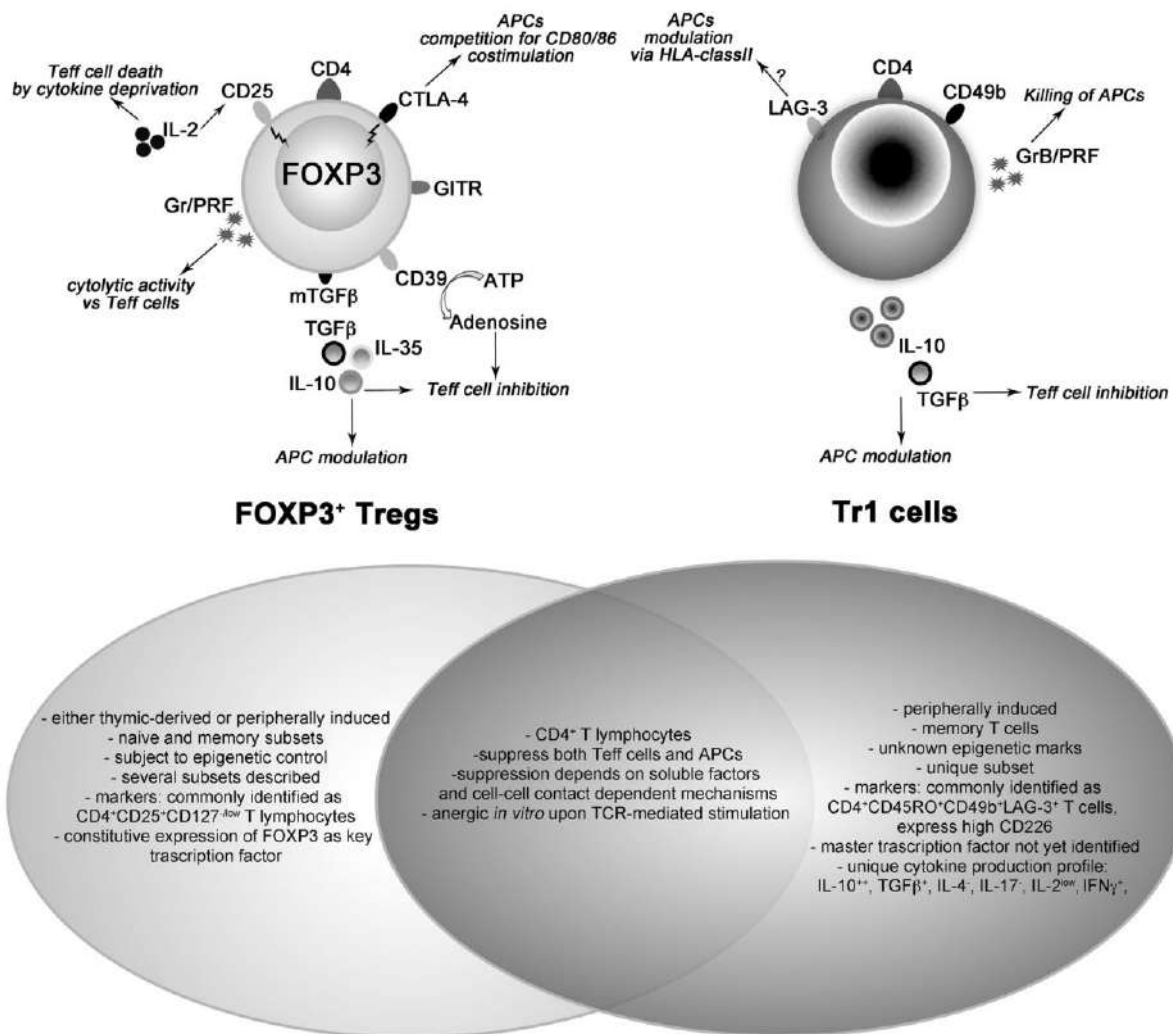 APCs
competition for CD80/86
costimulation
Teff cell death
by cytokine deprivation
CD25
CD4
CTLA-4
IL-2
FOXP3
GITR
Gr/PRF
cytolytic activity
vs Teff cells
CD39
ATP
mTGFβ
Adenosine
TGFβ
IL-35
IL-10
Teff cell inhibition
APC modulation
FOXP3⁺ Tregs
APCs
modulation
via HLA-classII
?
LAG-3
CD4
CD49b
Killing of APCs
GrB/PRF
IL-10
TGFβ
Teff cell inhibition
APC modulation
Tr1 cells
- either thymic-derived or peripherally induced
- naive and memory subsets
- subject to epigenetic control
- several subsets described
- markers: commonly identified as
CD4⁺CD25⁺CD127⁻/ˡᵒʷ T lymphocytes
- constitutive expression of FOXP3 as key
trascription factor
- CD4⁺ T lymphocytes
-suppress both Teff cells and APCs
-suppression depends on soluble factors
and cell-cell contact dependent mechanisms
- anergic in vitro upon TCR-mediated stimulation
- peripherally induced
- memory T cells
- unknown epigenetic marks
- unique subset
- markers: commonly identified as
CD4⁺CD45RO⁺CD49b⁺LAG-3⁺ T cells,
express high CD226
- master trascription factor not yet identified
- unique cytokine production profile:
IL-10⁺⁺, TGFβ⁺, IL-4⁻, IL-17⁻, IL-2ˡᵒʷ, IFNγ⁺,